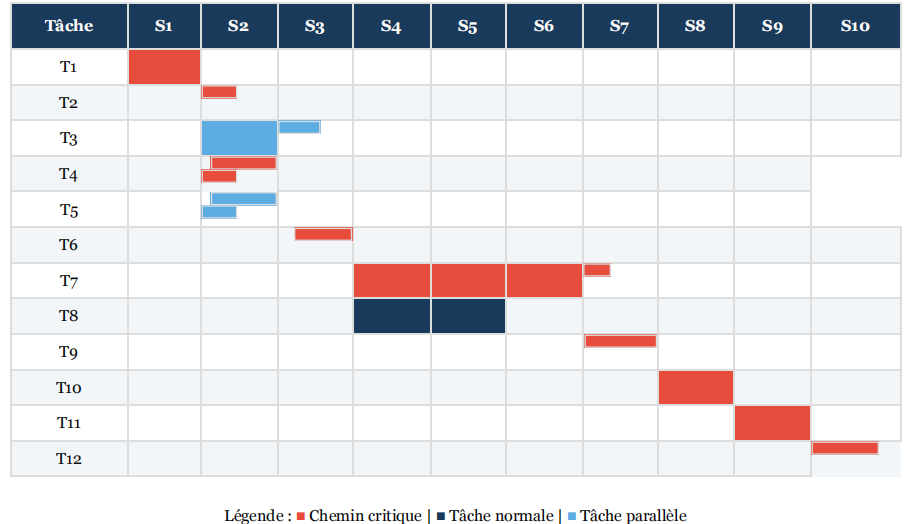 Tâche S1 S2 S3 S4 S5 S6 S7 S8 S9 S10
T1
T2
T3
T4
T5
T6
T7
T8
T9
T10
T11
T12
Légende : ■ Chemin critique | ■ Tâche normale | ■ Tâche parallèle